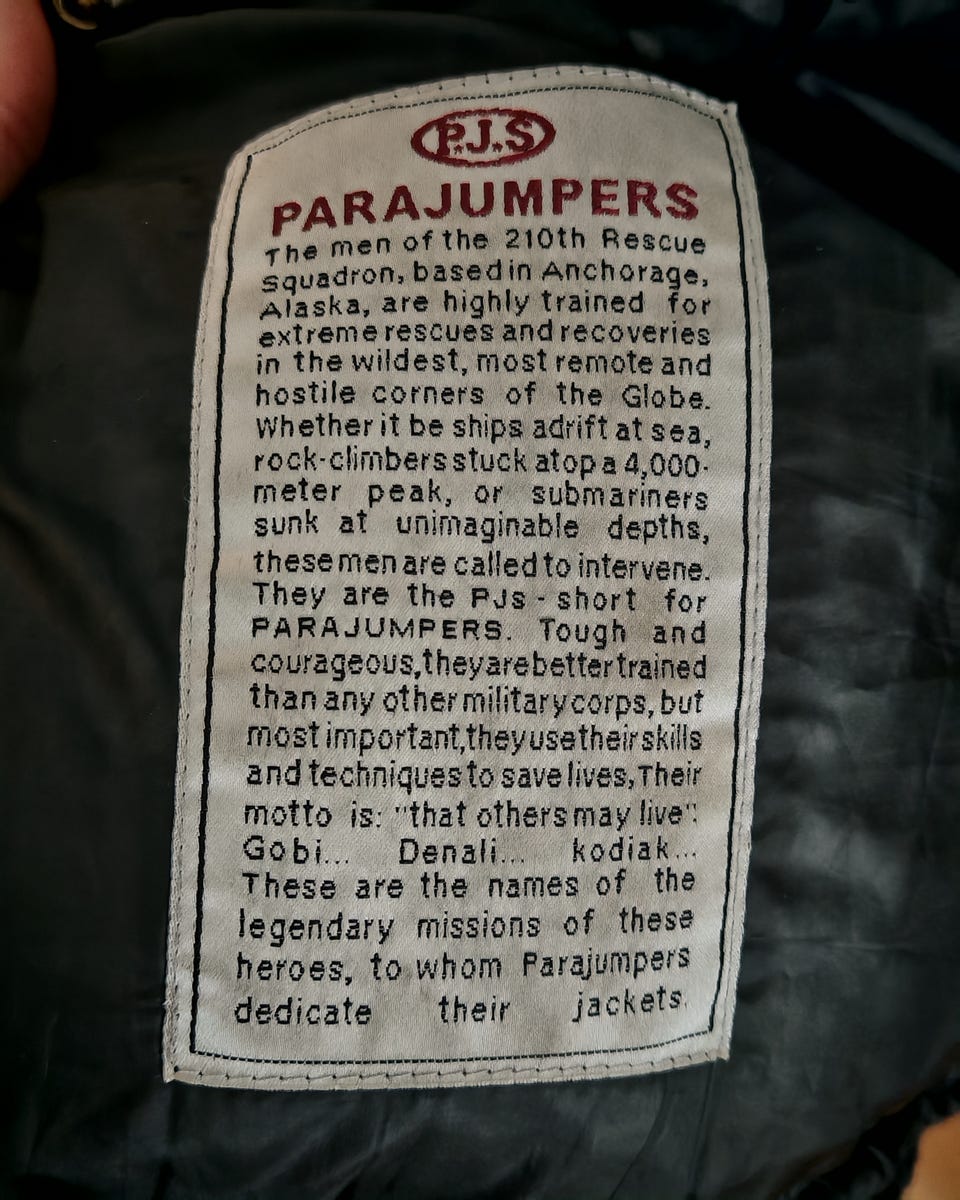 P.J.S
PARAJUMPERS
The men of the 210th Rescue
Squadron, based in Anchorage,
Alaska, are highly trained for
extreme rescues and recoveries
in the wildest, most remote and
hostile corners of the Globe.
Whether it be ships adrift at sea,
rock-climbers stuck atop a 4,000-
meter peak, or submariners
sunk at unimaginable depths,
these men are called to intervene.
They are the PJs - short for
PARAJUMPERS. Tough and
courageous, they are better trained
than any other military corps, but
most important, they use their skills
and techniques to save lives, Their
motto is: "that others may live".
Gobi... Denali... kodiak...
These are the names of the
legendary missions of these
heroes, to whom Parajumpers
dedicate their jackets.